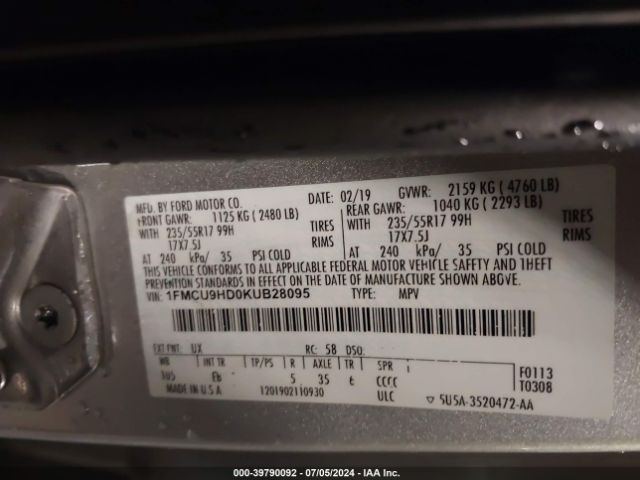 MFD. BY FORD MOTOR CO.
DATE: 02/19 GVWR: 2159 KG ( 4760 LB)
FRONT GAWR: 1125 KG ( 2480 LB) REAR GAWR: 1040 KG ( 2293 LB)
WITH 235/55R17 99H TIRES WITH 235/55R17 99H TIRES
17X7.5J RIMS 17X7.5J RIMS
AT 240 kPa/ 35 PSI COLD AT 240 kPa/ 35 PSI COLD
THIS VEHICLE CONFORMS TO ALL APPLICABLE FEDERAL MOTOR VEHICLE SAFETY AND THEFT
PREVENTION STANDARDS IN EFFECT ON THE DATE OF MANUFACTURE SHOWN ABOVE.
VIN: 1FMCU9HD0KUB28095 TYPE: MPV
EXT PNT: UX RC: 58 DSO:
WB INT TR TP/PS R AXLE TR SPR
105 5 35 CCCC
F0113
T0308
MADE IN U.S.A 1201902110930 ULC
5U5A-3520472-AA
000-39790092 - 07/05/2024 - IAA Inc.